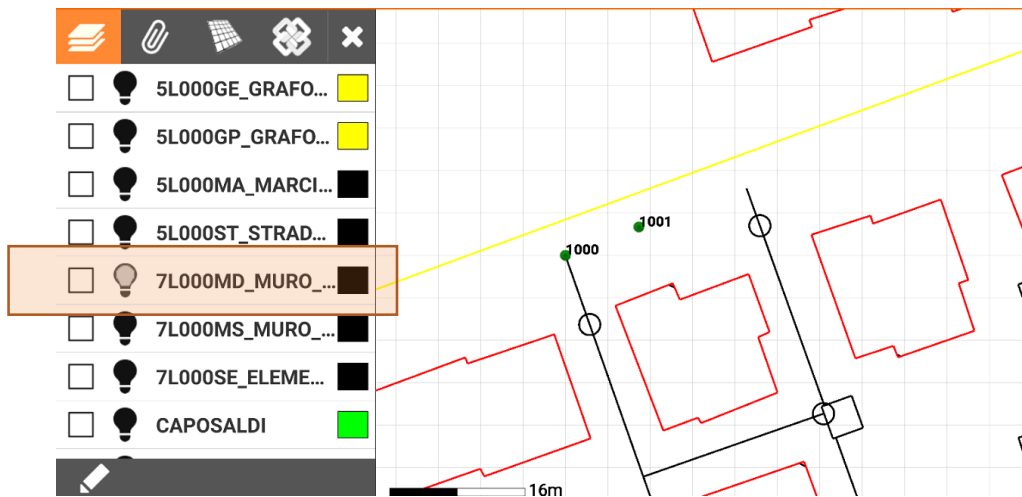 5L000GE_GRAFO...
5L000GP_GRAFO...
5L000MA_MARCI...
5L000ST_STRAD...
7L000MD_MURO_...
7L000MS_MURO_...
7L000SE_ELEME...
CAPOSALDI
1001
1000
16m